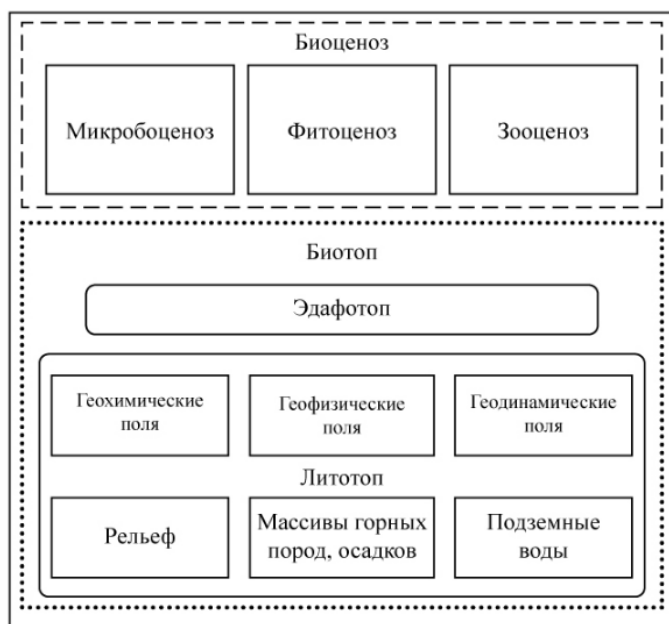 Биоценоз
Микробоценоз
Фитоценоз
Зооценоз
Биотоп
Эдафотоп
Геохимические
поля
Геофизические
поля
Геодинамические
поля
Литотоп
Рельеф
Массивы горных
пород, осадков
Подземные
воды